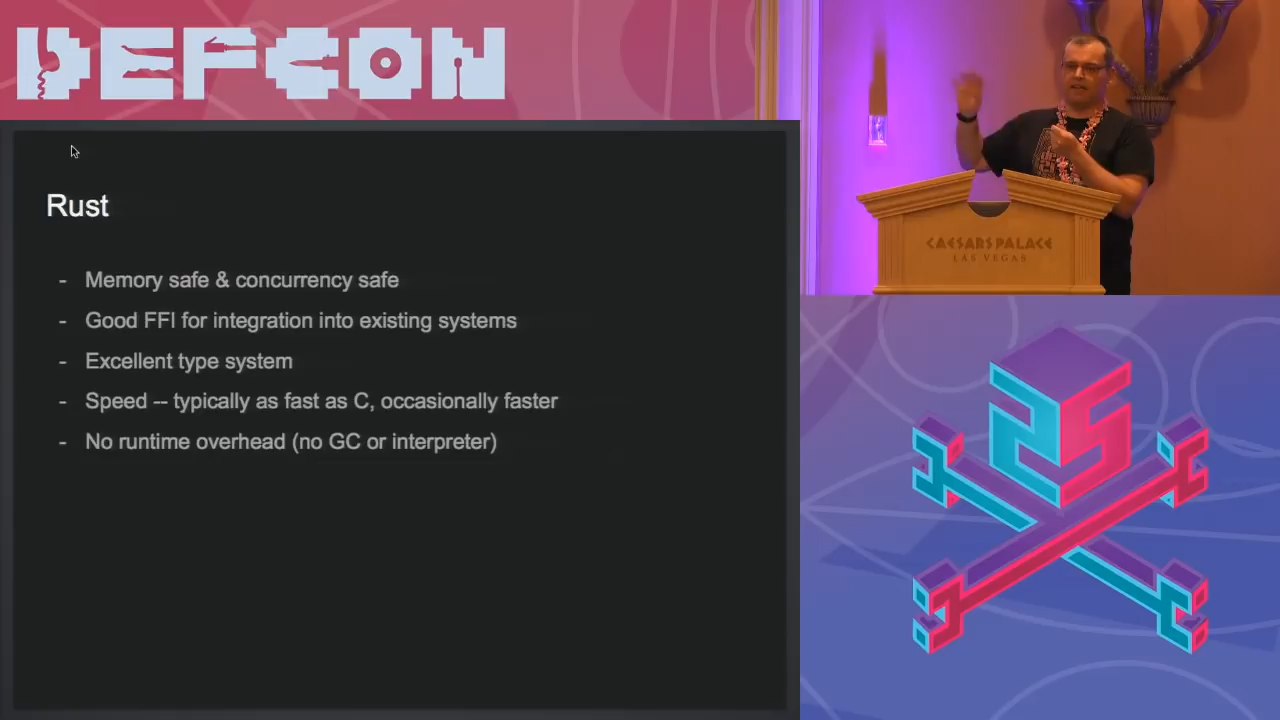 DEFCON
Rust
- Memory safe & concurrency safe
- Good FFI for integration into existing systems
- Excellent type system
- Speed -- typically as fast as C, occasionally faster
- No runtime overhead (no GC or interpreter)
CAESARS PALACE
LAS VEGAS
25